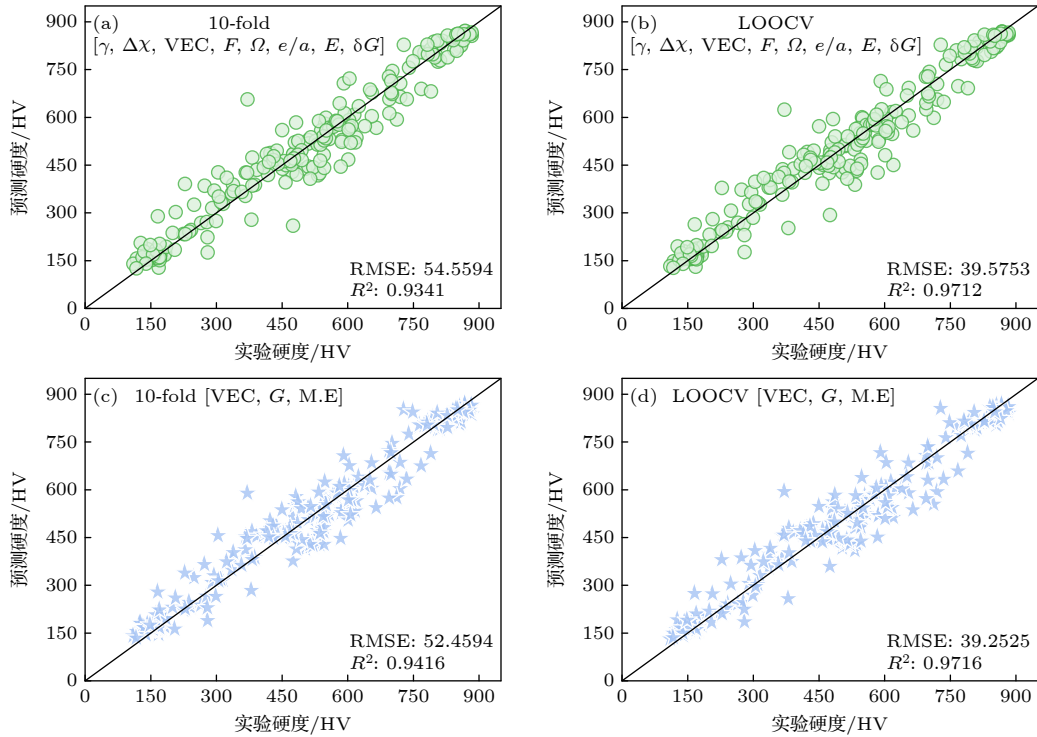 (a) 10-fold
[γ, Δχ, VEC, F, Ω, e/a, E, δG]
900
750
600
450
300
150
0
预测硬度/HV
RMSE: 54.5594
R²: 0.9341
0 150 300 450 600 750 900
实验硬度/HV
(b) LOOCV
[γ, Δχ, VEC, F, Ω, e/a, E, δG]
900
750
600
450
300
150
0
预测硬度/HV
RMSE: 39.5753
R²: 0.9712
0 150 300 450 600 750 900
实验硬度/HV
(c) 10-fold [VEC, G, M.E]
900
750
600
450
300
150
0
预测硬度/HV
RMSE: 52.4594
R²: 0.9416
0 150 300 450 600 750 900
实验硬度/HV
(d) LOOCV [VEC, G, M.E]
900
750
600
450
300
150
0
预测硬度/HV
RMSE: 39.2525
R²: 0.9716
0 150 300 450 600 750 900
实验硬度/HV